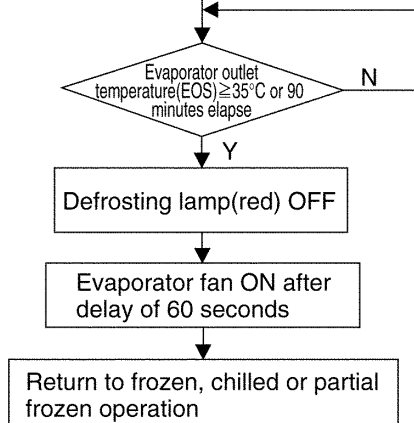 Evaporator outlet
temperature(EOS)≧35°C or 90
minutes elapse
N
Y
Defrosting lamp(red) OFF
Evaporator fan ON after
delay of 60 seconds
Return to frozen, chilled or partial
frozen operation